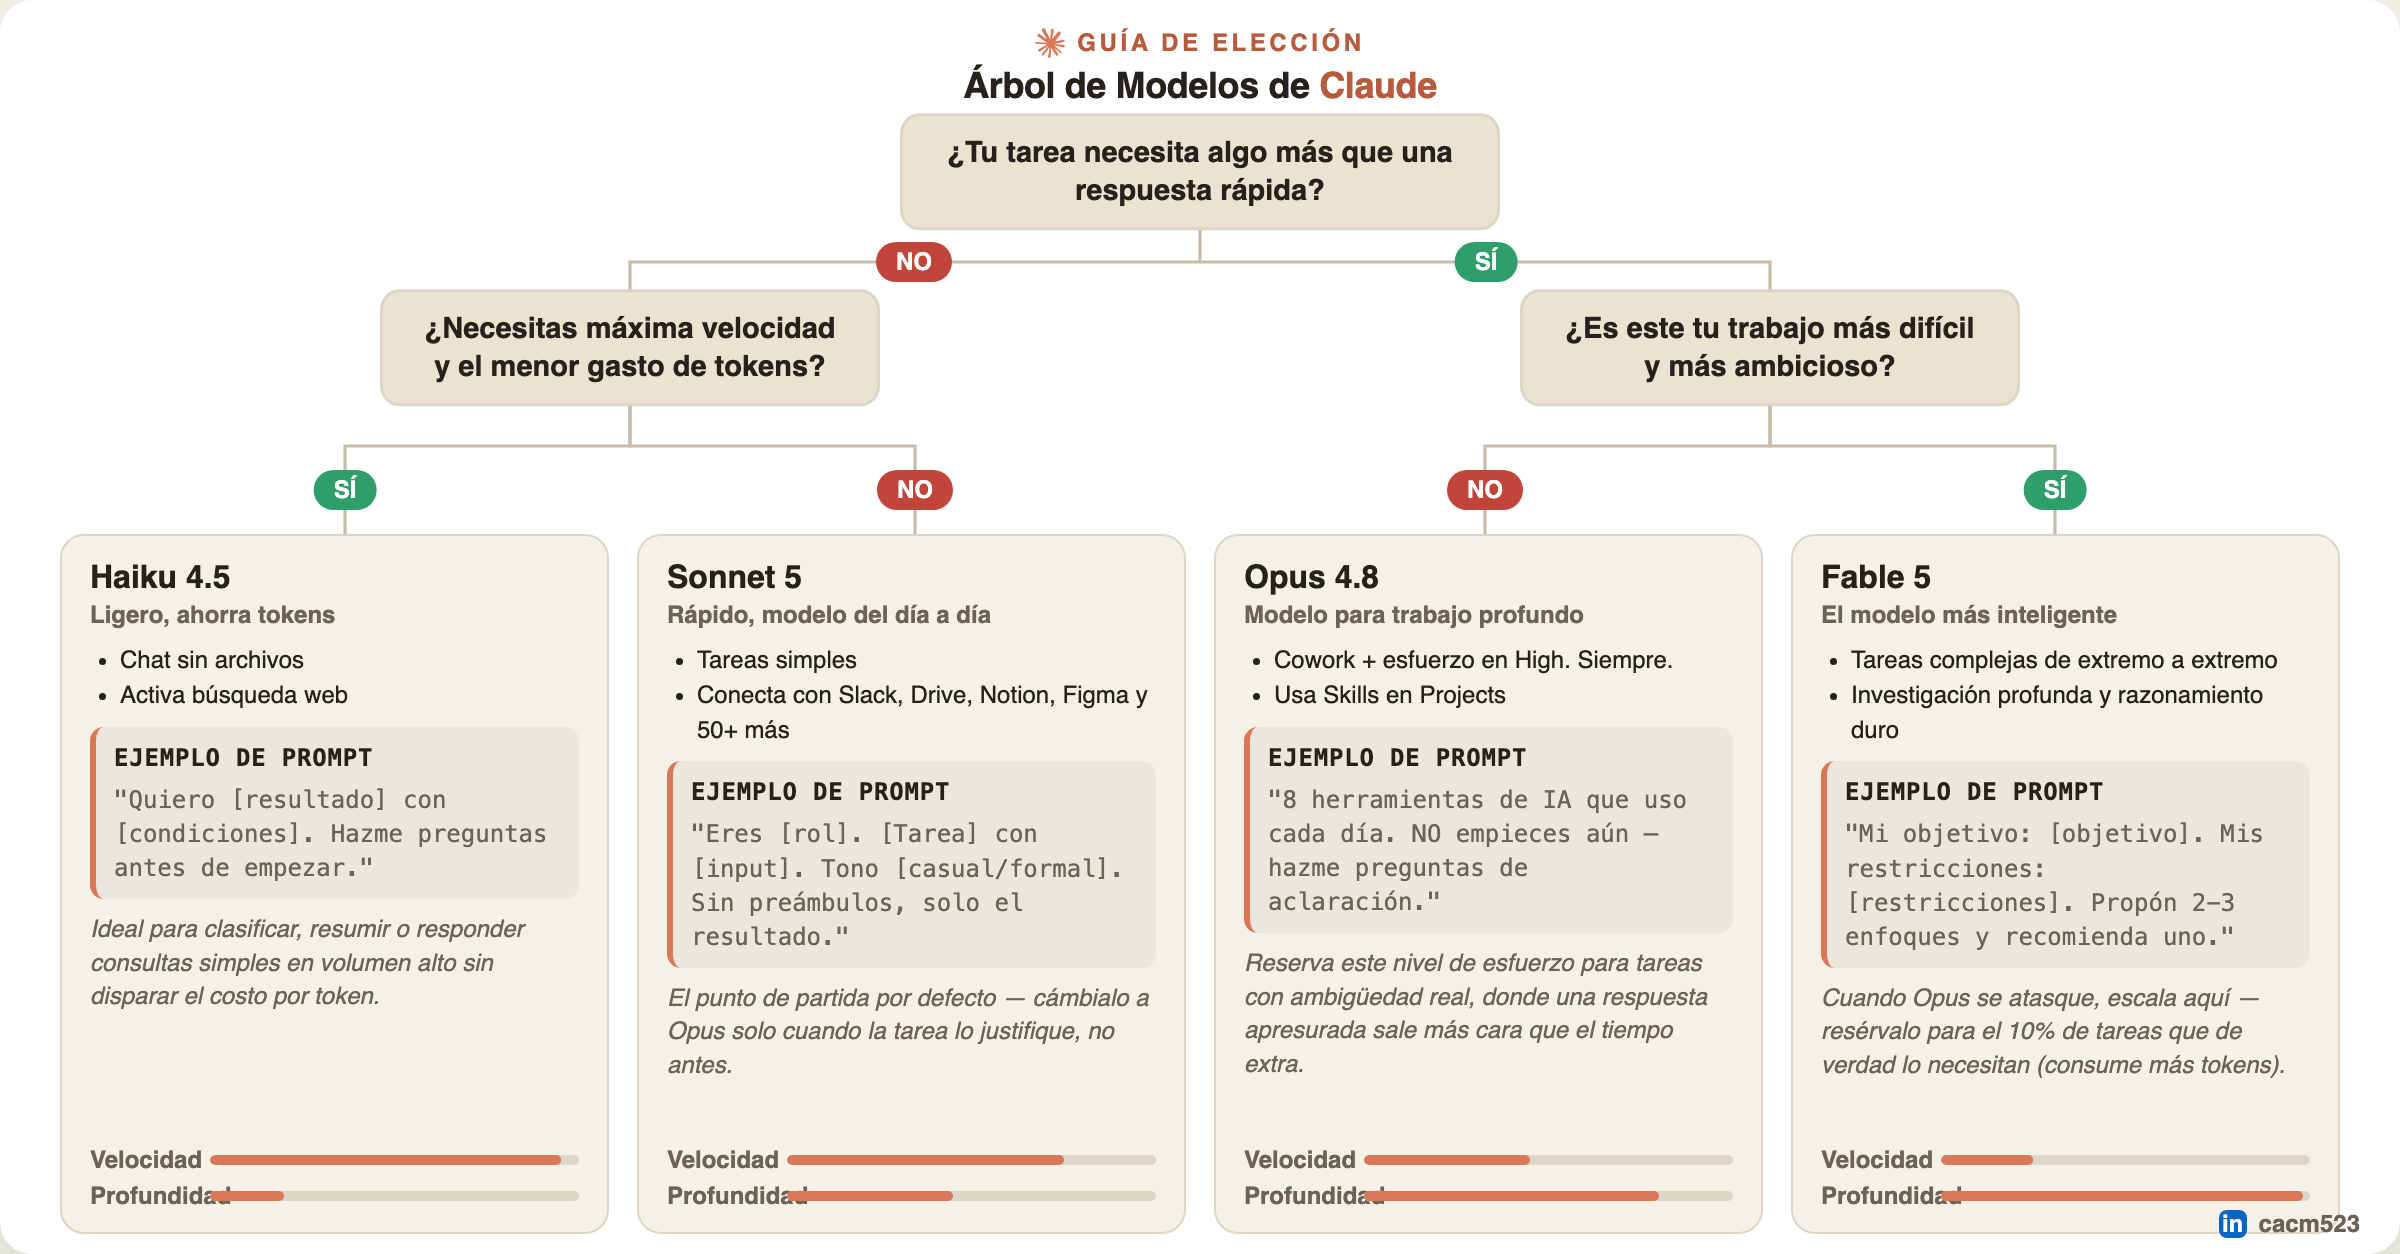 GUÍA DE ELECCIÓN
Árbol de Modelos de Claude
¿Tu tarea necesita algo más que una
respuesta rápida?
NO
SÍ
¿Necesitas máxima velocidad
y el menor gasto de tokens?
¿Es este tu trabajo más difícil
y más ambicioso?
SÍ
NO
NO
SÍ
Haiku 4.5
Ligero, ahorra tokens
• Chat sin archivos
• Activa búsqueda web
EJEMPLO DE PROMPT
"Quiero [resultado] con
[condiciones]. Hazme preguntas
antes de empezar."
Ideal para clasificar, resumir o responder
consultas simples en volumen alto sin
disparar el costo por token.
Velocidad
Profundidad
Sonnet 5
Rápido, modelo del día a día
• Tareas simples
• Conecta con Slack, Drive, Notion, Figma y
50+ más
EJEMPLO DE PROMPT
"Eres [rol]. [Tarea] con
[input]. Tono [casual/formal].
Sin preámbulos, solo el
resultado."
El punto de partida por defecto — cámbialo a
Opus solo cuando la tarea lo justifique, no
antes.
Velocidad
Profundidad
Opus 4.8
Modelo para trabajo profundo
• Cowork + esfuerzo en High. Siempre.
• Usa Skills en Projects
EJEMPLO DE PROMPT
"8 herramientas de IA que uso
cada día. NO empieces aún —
hazme preguntas de
aclaración."
Reserva este nivel de esfuerzo para tareas
con ambigüedad real, donde una respuesta
apresurada sale más cara que el tiempo
extra.
Velocidad
Profundidad
Fable 5
El modelo más inteligente
• Tareas complejas de extremo a extremo
• Investigación profunda y razonamiento
duro
EJEMPLO DE PROMPT
"Mi objetivo: [objetivo]. Mis
restricciones:
[restricciones]. Propón 2–3
enfoques y recomienda uno."
Cuando Opus se atasque, escala aquí —
resérvalo para el 10% de tareas que de
verdad lo necesitan (consume más tokens).
Velocidad
Profundidad
in cacm523